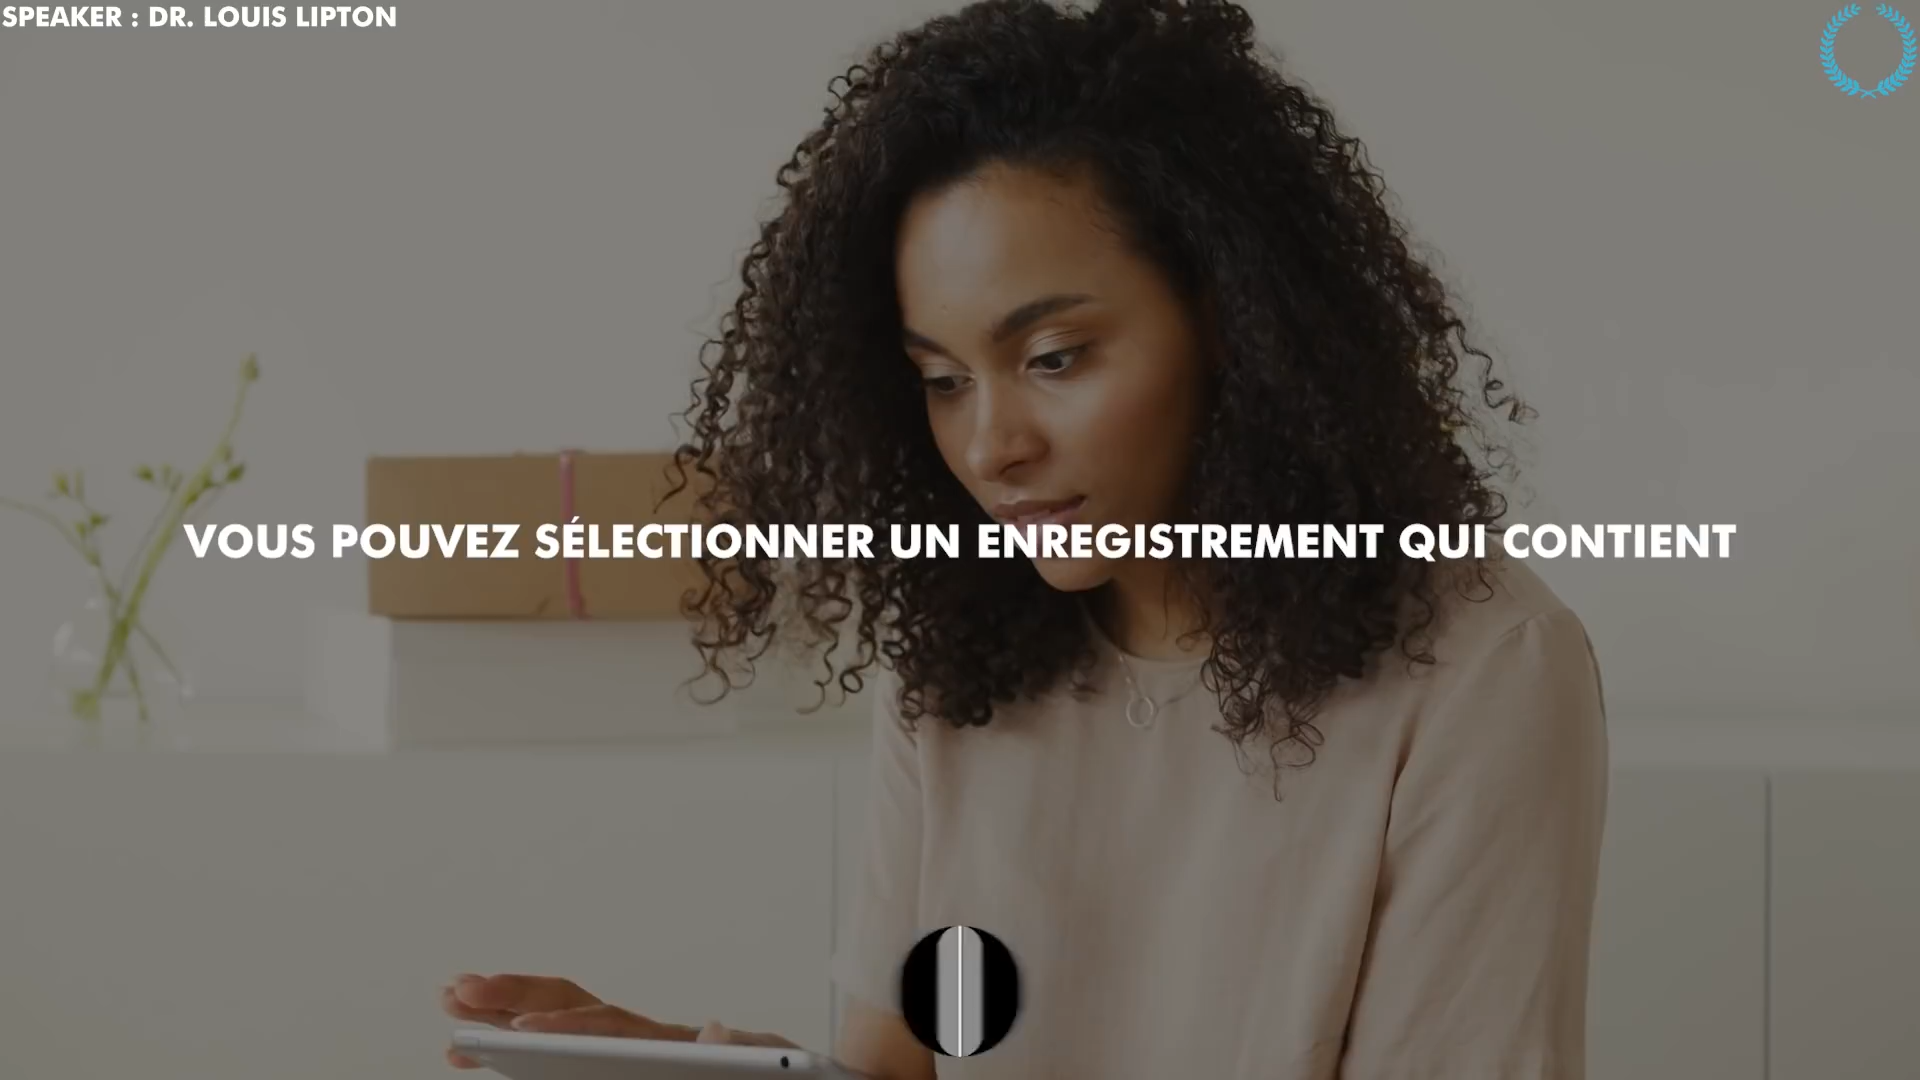 SPEAKER : DR. LOUIS LIPTON
VOUS POUVEZ SÉLECTIONNER UN ENREGISTREMENT QUI CONTIENT